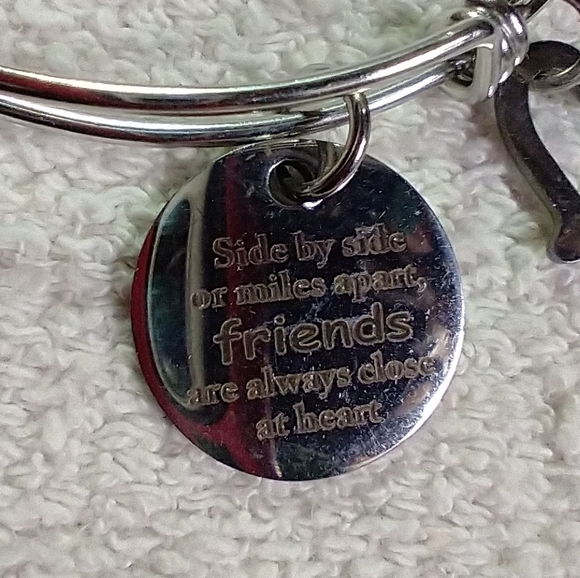 Side by side
or miles apart,
friends
are always close
at heart